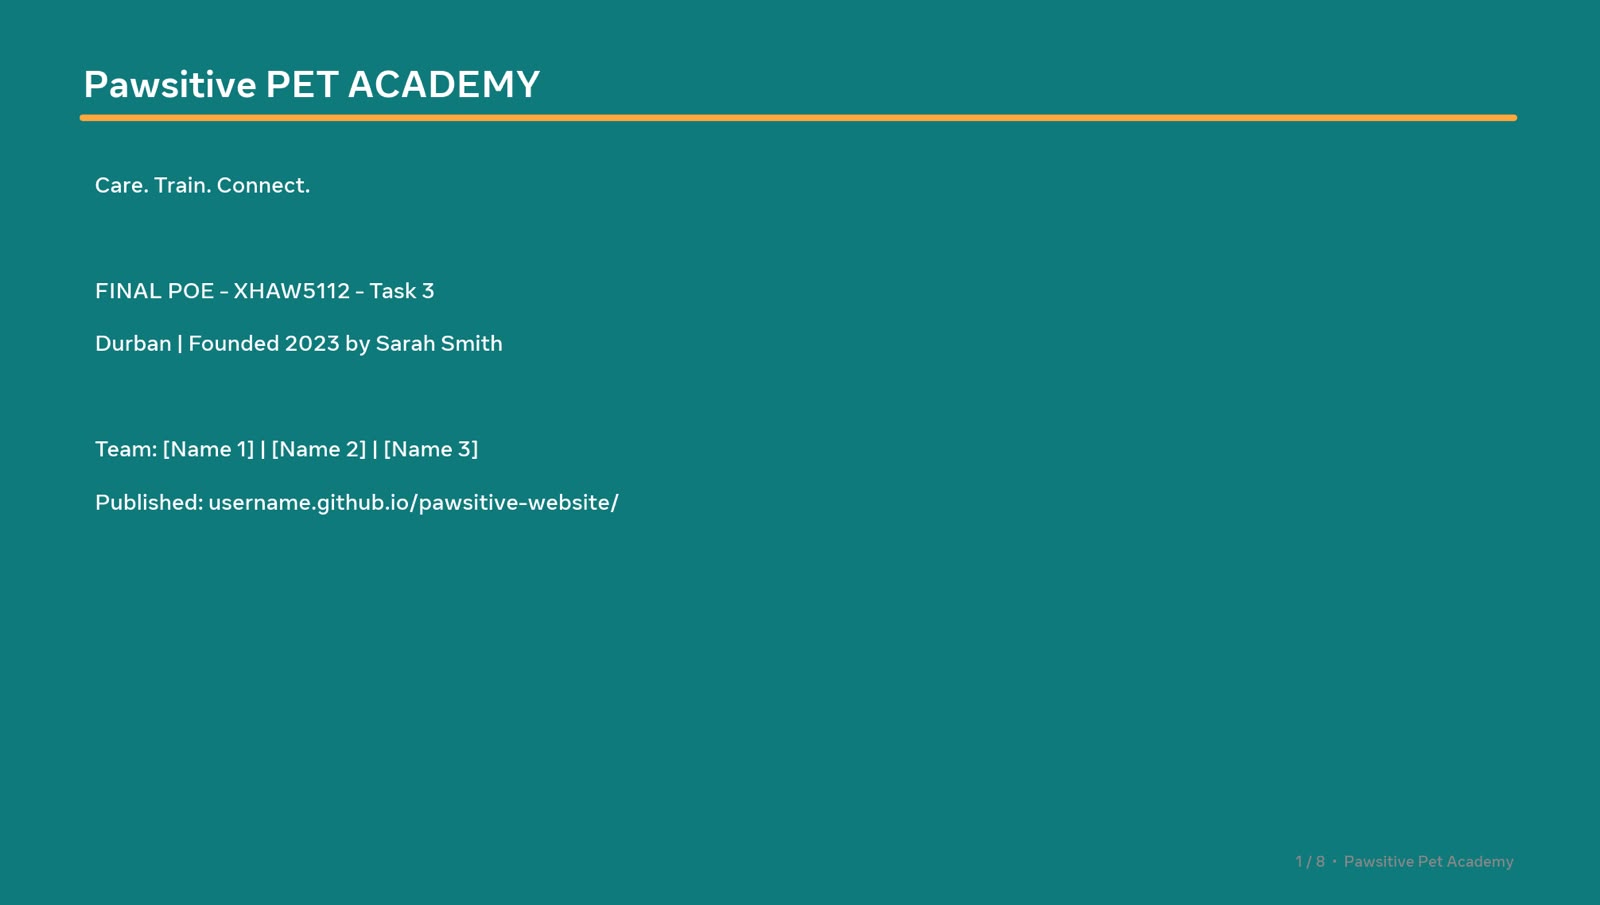 Pawsitive PET ACADEMY
Care. Train. Connect.
FINAL POE - XHAW5112 - Task 3
Durban | Founded 2023 by Sarah Smith
Team: [Name 1] | [Name 2] | [Name 3]
Published: username.github.io/pawsitive-website/
1 / 8 · Pawsitive Pet Academy